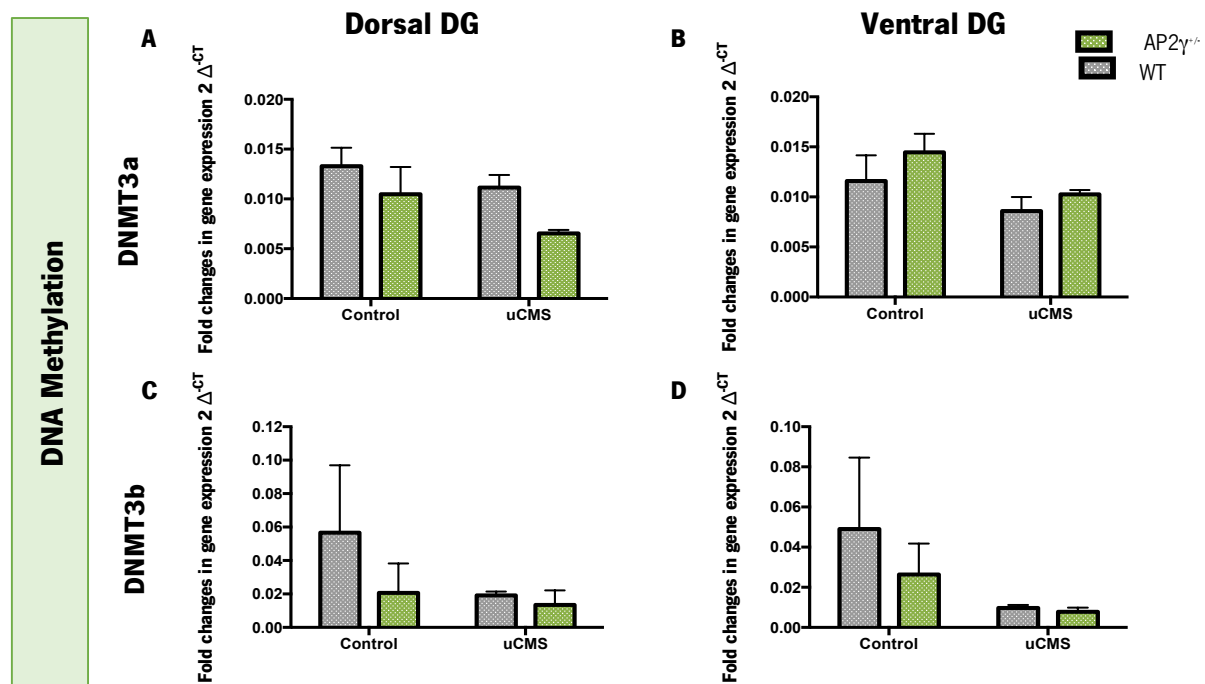 Dorsal DG
Ventral DG
AP2γ+/-
WT
DNA Methylation
DNMT3a
DNMT3b
A
Fold changes in gene expression 2 Δ-CT
0.020
0.015
0.010
0.005
0.000
Control
uCMS
B
Fold changes in gene expression 2 Δ-CT
0.020
0.015
0.010
0.005
0.000
Control
uCMS
C
Fold changes in gene expression 2 Δ-CT
0.12
0.10
0.08
0.06
0.04
0.02
0.00
Control
uCMS
D
Fold changes in gene expression 2 Δ-CT
0.10
0.08
0.06
0.04
0.02
0.00
Control
uCMS